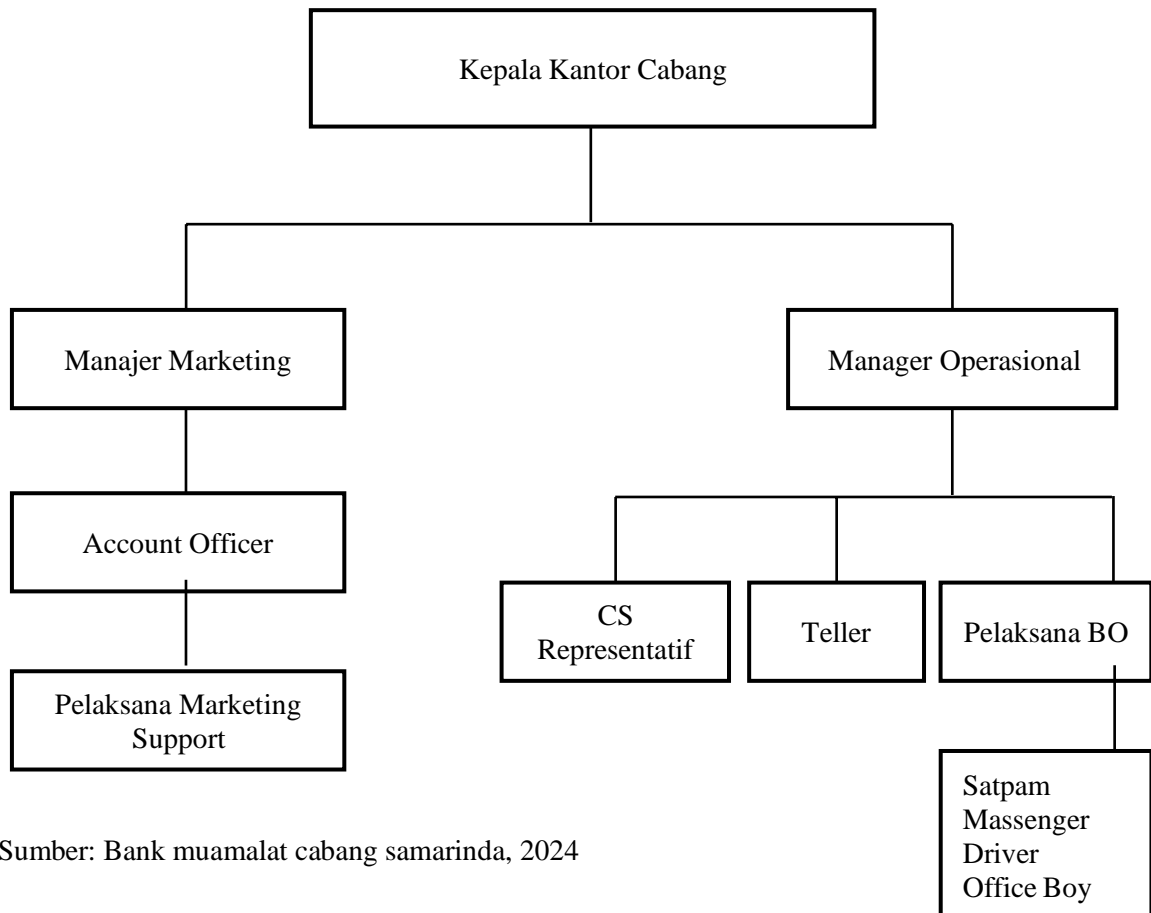 Kepala Kantor Cabang
Manajer Marketing
Manager Operasional
Account Officer
CS
Representatif
Teller
Pelaksana BO
Pelaksana Marketing
Support
Satpam
Massenger
Driver
Office Boy
Sumber: Bank muamalat cabang samarinda, 2024